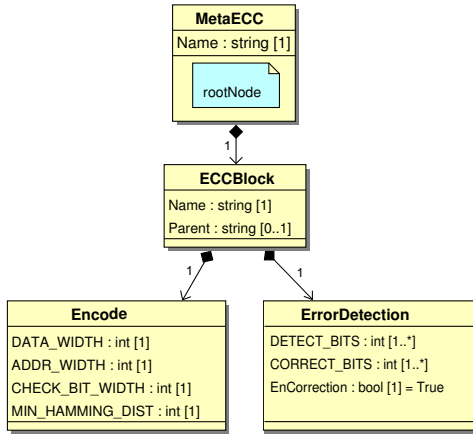 MetaECC
Name : string [1]
rootNode
1
ECCBlock
Name : string [1]
Parent : string [0..1]
1
1
Encode
DATA_WIDTH : int [1]
ADDR_WIDTH : int [1]
CHECK_BIT_WIDTH : int [1]
MIN_HAMMING_DIST : int [1]
ErrorDetection
DETECT_BITS : int [1..*]
CORRECT_BITS : int [1..*]
EnCorrection : bool [1] = True